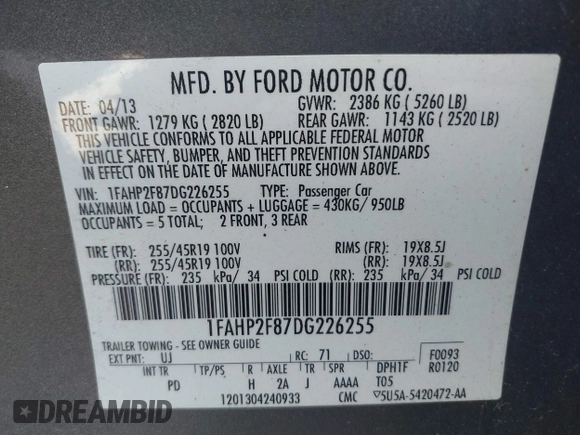 MFD. BY FORD MOTOR CO.
DATE: 04/13 GVWR: 2386 KG ( 5260 LB)
FRONT GAWR: 1279 KG ( 2820 LB) REAR GAWR: 1143 KG ( 2520 LB)
THIS VEHICLE CONFORMS TO ALL APPLICABLE FEDERAL MOTOR
VEHICLE SAFETY, BUMPER, AND THEFT PREVENTION STANDARDS
IN EFFECT ON THE DATE OF MANUFACTURE SHOWN ABOVE.
VIN: 1FAHP2F87DG226255 TYPE: Passenger Car
MAXIMUM LOAD = OCCUPANTS + LUGGAGE = 430KG/ 950LB
OCCUPANTS = 5 TOTAL; 2 FRONT, 3 REAR
TIRE (FR): 255/45R19 100V RIMS (FR): 19X8.5J
(RR): 255/45R19 100V (RR): 19X8.5J
PRESSURE (FR): 235 kPa/ 34 PSI COLD (RR): 235 kPa/ 34 PSI COLD
1FAHP2F87DG226255
TRAILER TOWING - SEE OWNER GUIDE
EXT PNT: UJ RC: 71 DSO: F0093
INT TR TP/PS R AXLE TR SPR DPH1F R0120
PD H 2A J AAAA T05
1201304240933 CMC 5U5A-5420472-AA
A AUTOHELPERBOT.COM